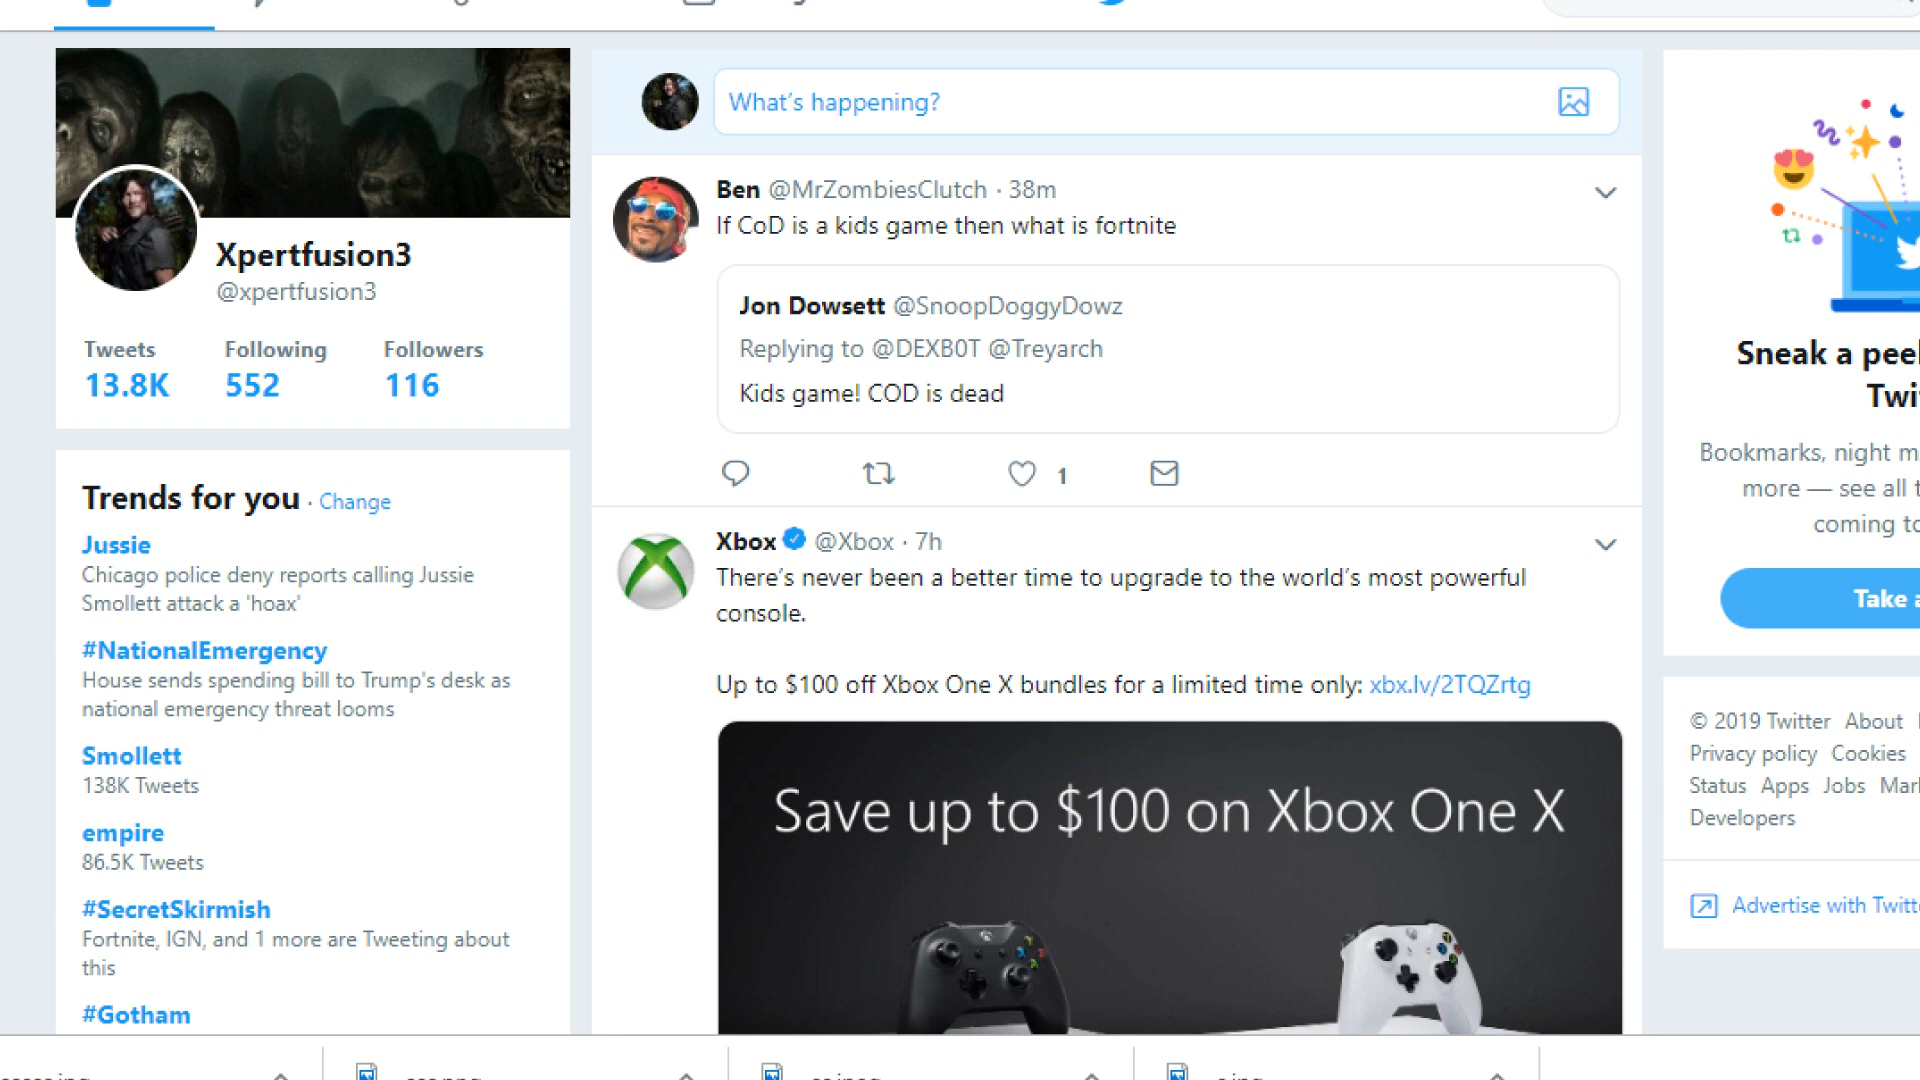 Xpertfusion3
@xpertfusion3
Tweets Following Followers
13.8K 552 116
Trends for you · Change
Jussie
Chicago police deny reports calling Jussie
Smollett attack a 'hoax'
#NationalEmergency
House sends spending bill to Trump's desk as
national emergency threat looms
Smollett
138K Tweets
empire
86.5K Tweets
#SecretSkirmish
Fortnite, IGN, and 1 more are Tweeting about
this
#Gotham
What's happening?
Ben @MrZombiesClutch · 38m
If CoD is a kids game then what is fortnite
Jon Dowsett @SnoopDoggyDowz
Replying to @DEXB0T @Treyarch
Kids game! COD is dead
1
Xbox @Xbox · 7h
There's never been a better time to upgrade to the world's most powerful
console.
Up to $100 off Xbox One X bundles for a limited time only: xbx.lv/2TQZrtg
Save up to $100 on Xbox One X
Sneak a
Bookmarks, night
more — see all
coming
Take
© 2019 Twitter About
Privacy policy Cookies
Status Apps Jobs
Developers
Advertise with